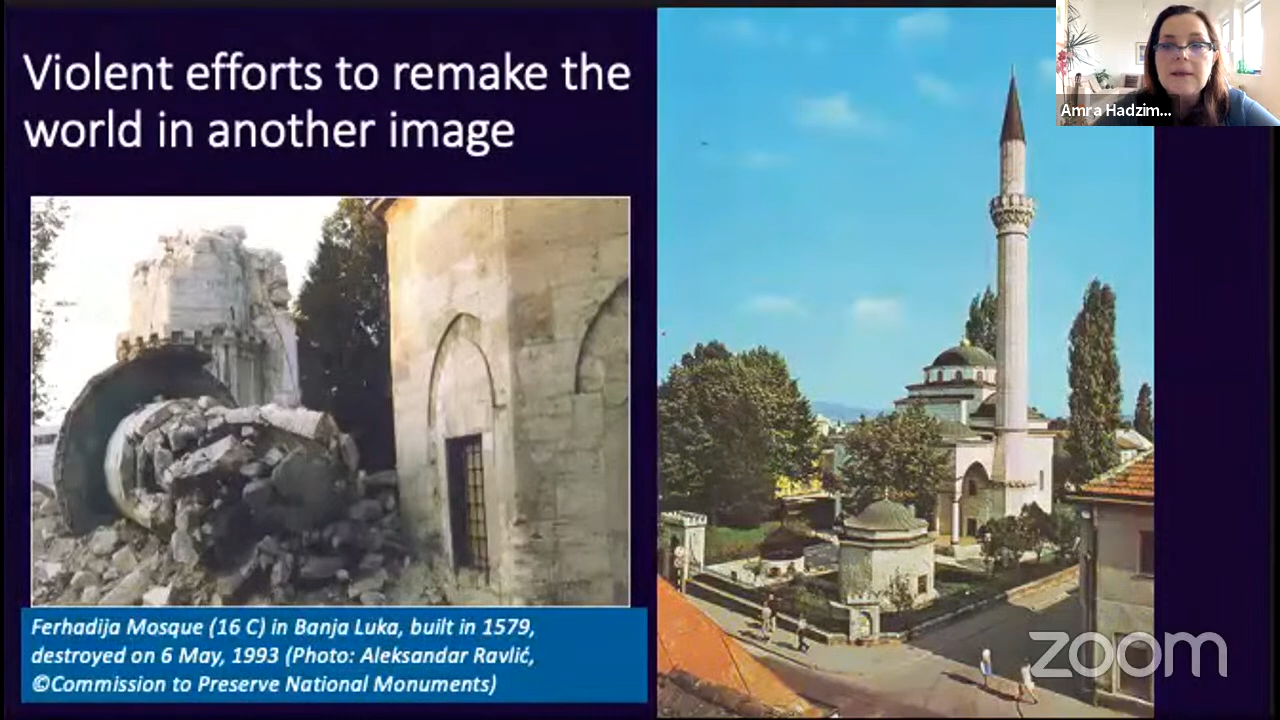 Violent efforts to remake the
world in another image
Amra Hadzim...
Ferhadija Mosque (16 C) in Banja Luka, built in 1579,
destroyed on 6 May, 1993 (Photo: Aleksandar Ravlić,
©Commission to Preserve National Monuments)
zoom